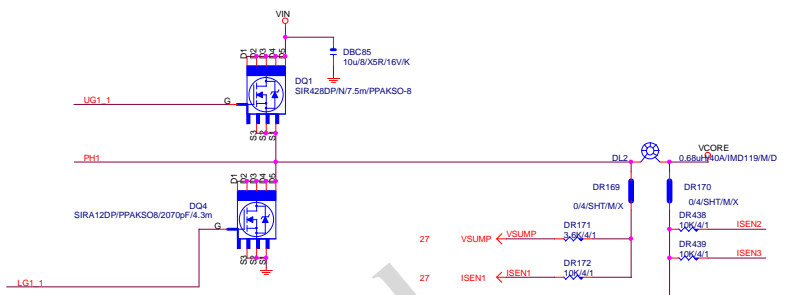 VIN
DBC85
10u/8/X5R/16V/K
D1
D2
D3
D4
D5
DQ1
SIR428DP/N/7.5m/PPAKSO-8
UG1_1
G
S3
S2
S1
PH1
DL2
VCORE
0.68uH/40A/IMD119/M/D
D1
D2
D3
D4
D5
DQ4
SIRA12DP/PPAKSO8/2070pF/4.3m
G
S3
S2
S1
LG1_1
DR169
0/4/SHT/M/X
DR170
0/4/SHT/M/X
DR171
27 VSUMP VSUMP 3.6K/4/1
DR172
27 ISEN1 ISEN1 10K/4/1
DR438
10K/4/1 ISEN2
DR439
10K/4/1 ISEN3